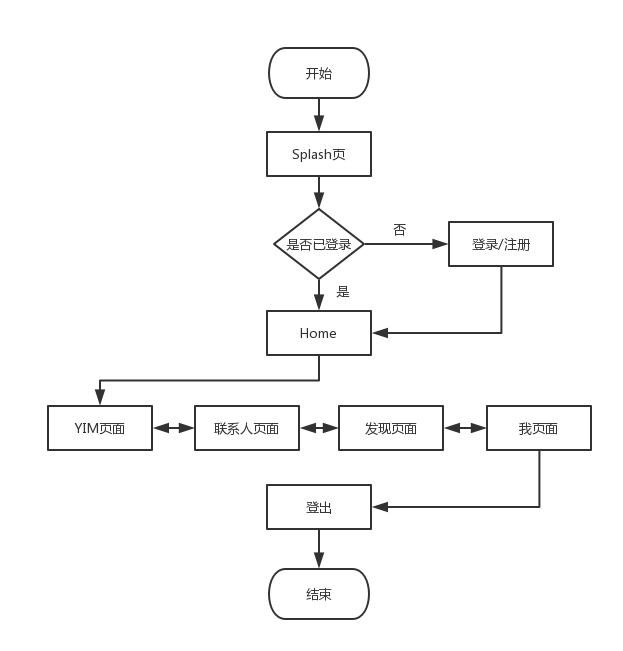 开始
Splash页
是否已登录
否
登录/注册
是
Home
YIM页面
联系人页面
发现页面
我页面
登出
结束